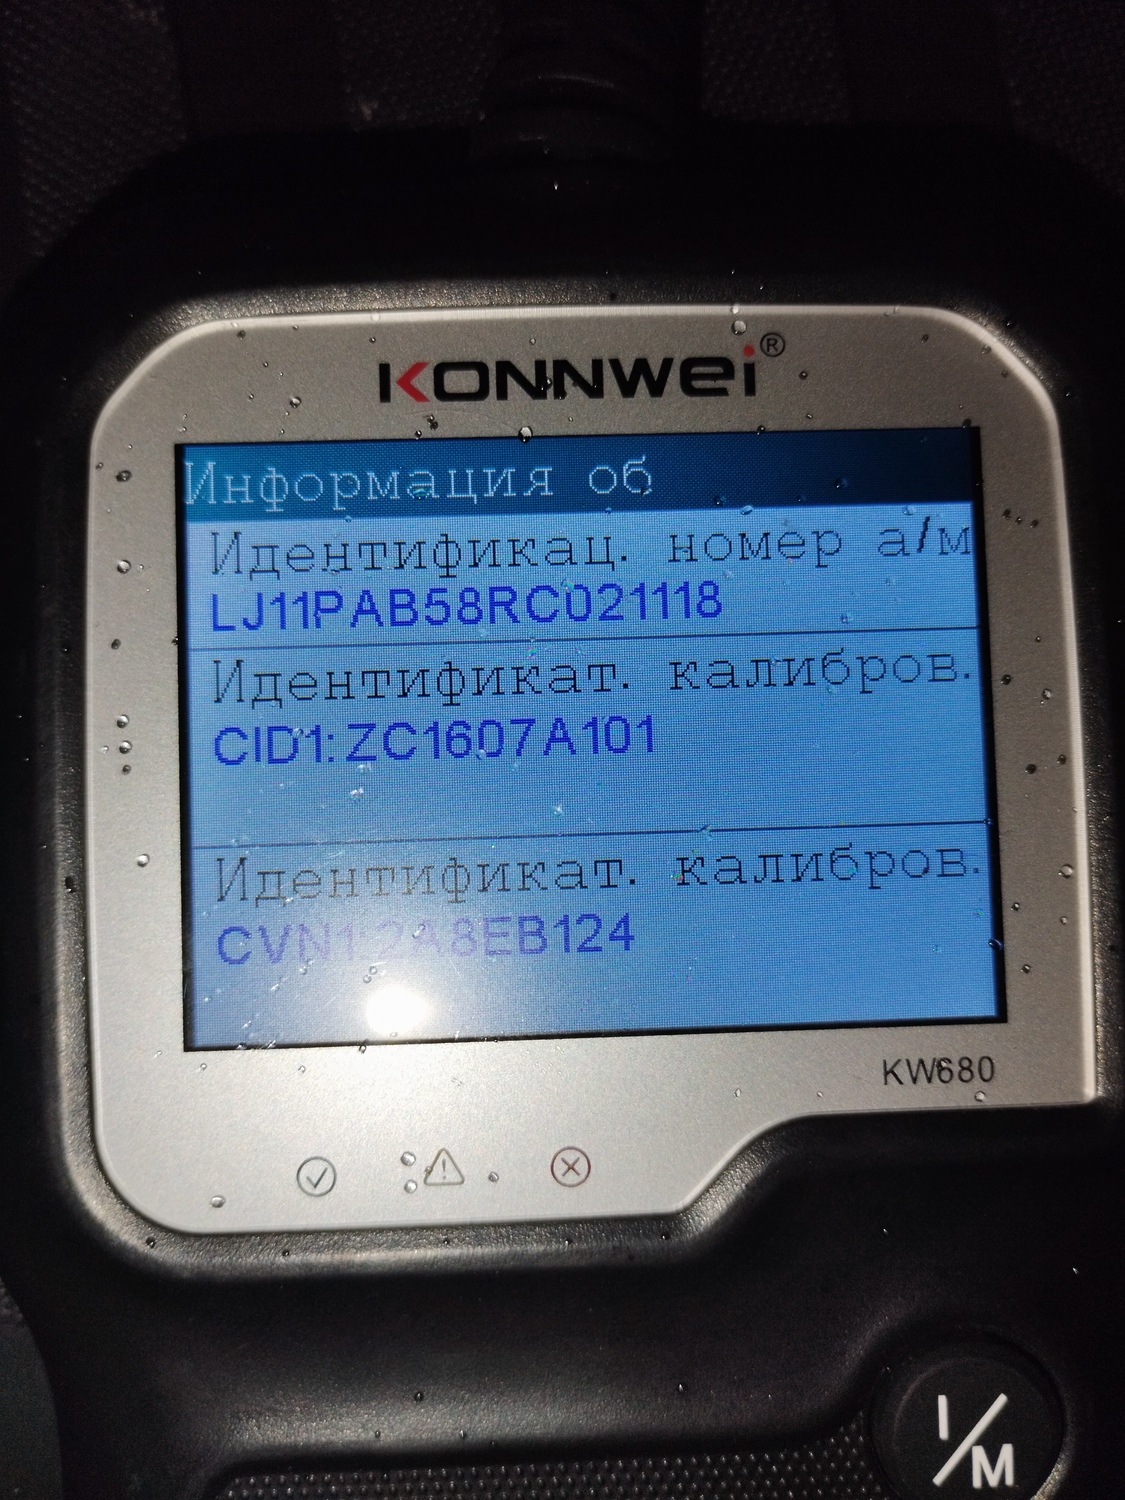 KONNWEI®
Информация об
Идентификац. номер а/м
LJ11PAB58RC021118
Идентификат. калибров.
CID1: ZC1607A101
Идентификат. калибров.
CVN1:2A8EB124
KW680
I/M